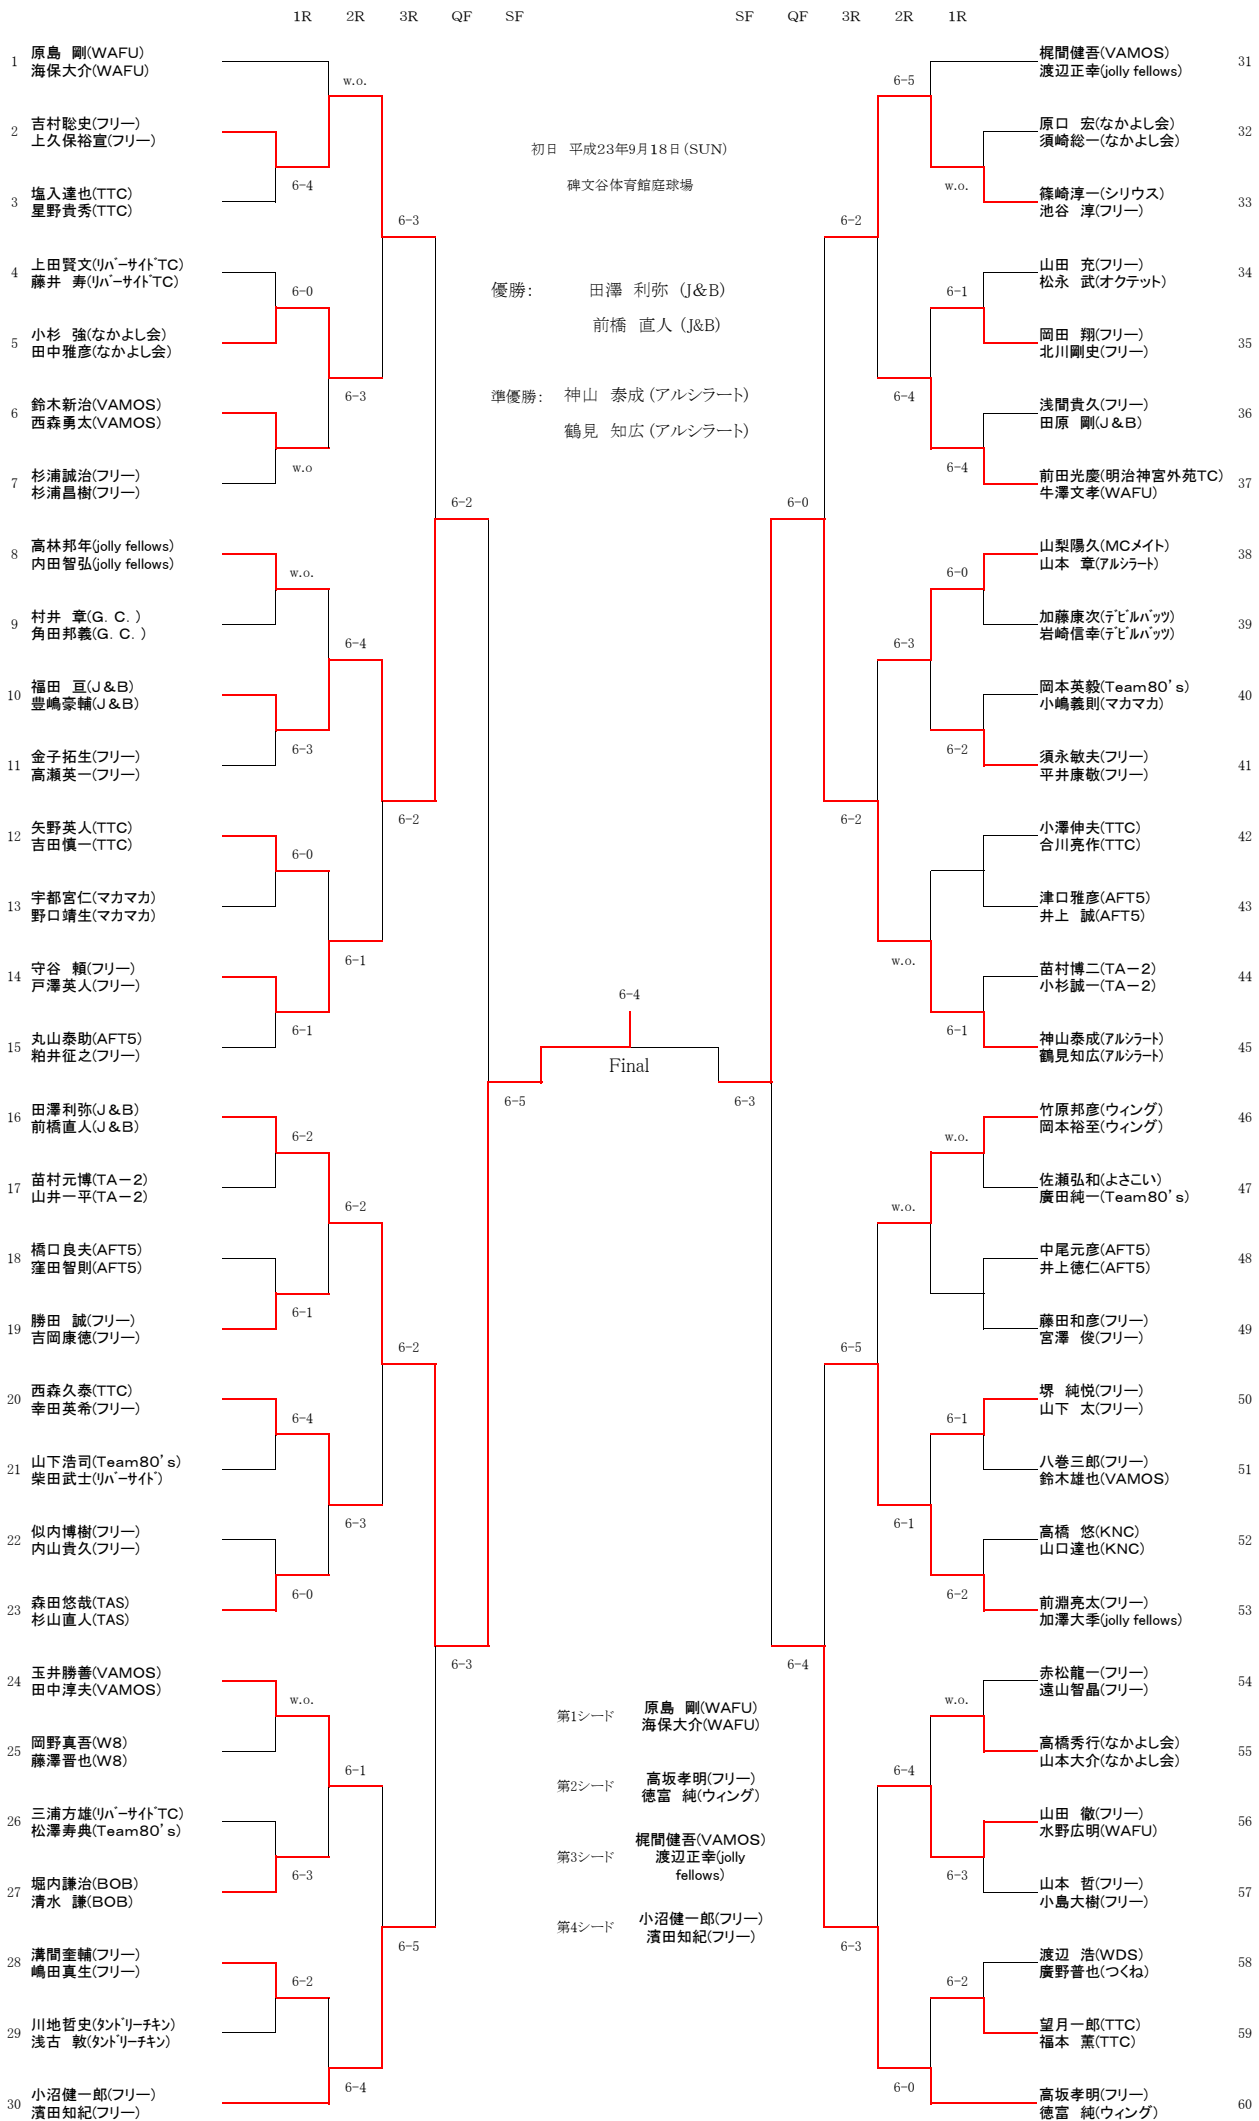 1R 2R 3R QF SF SF QF 3R 2R 1R
1 原島 剛(WAFU)
海保大介(WAFU)
2 吉村聡史(フリー)
上久保裕宣(フリー)
3 塩入達也(TTC)
星野貴秀(TTC)
4 上田賢文(リバーサイドTC)
藤井 寿(リバーサイドTC)
5 小杉 強(なかよし会)
田中雅彦(なかよし会)
6 鈴木新治(VAMOS)
西森勇太(VAMOS)
7 杉浦誠治(フリー)
杉浦昌樹(フリー)
8 高林邦年(jolly fellows)
内田智弘(jolly fellows)
9 村井 章(G.C.)
角田邦義(G.C.)
10 福田 亘(J&B)
豊嶋豪輔(J&B)
11 金子拓生(フリー)
高瀬英一(フリー)
12 矢野英人(TTC)
吉田慎一(TTC)
13 宇都宮仁(マカマカ)
野口靖生(マカマカ)
14 守谷 頼(フリー)
戸澤英人(フリー)
15 丸山泰助(AFT5)
粕井征之(フリー)
16 田澤利弥(J&B)
前橋直人(J&B)
17 苗村元博(TA-2)
山井一平(TA-2)
18 橋口良夫(AFT5)
窪田智則(AFT5)
19 勝田 誠(フリー)
吉岡康徳(フリー)
20 西森久泰(TTC)
幸田英希(フリー)
21 山下浩司(Team80's)
柴田武士(リバーサイド)
22 似内博樹(フリー)
内山貴久(フリー)
23 森田悠哉(TAS)
杉山直人(TAS)
24 玉井勝善(VAMOS)
田中淳夫(VAMOS)
25 岡野真吾(W8)
藤澤晋也(W8)
26 三浦方雄(リバーサイドTC)
松澤寿典(Team80's)
27 堀内謙治(BOB)
清水 謙(BOB)
28 溝間奎輔(フリー)
嶋田真生(フリー)
29 川地哲史(タンドリーチキン)
浅古 敦(タンドリーチキン)
30 小沼健一郎(フリー)
濱田知紀(フリー)
6-4
6-0
w.o
w.o.
6-3
6-0
6-1
6-2
6-1
6-4
6-0
w.o.
6-3
6-2
w.o.
6-3
6-4
6-1
6-2
6-3
6-1
6-4
6-3
6-2
6-2
6-5
6-2
6-3
6-5
初日 平成23年9月18日(SUN)
碑文谷体育館庭球場
優勝: 田澤 利弥 (J&B)
前橋 直人 (J&B)
準優勝: 神山 泰成 (アルシラート)
鶴見 知広 (アルシラート)
6-4
Final
第1シード 原島 剛(WAFU)
海保大介(WAFU)
第2シード 高坂孝明(フリー)
徳富 純(ウィング)
第3シード 梶間健吾(VAMOS)
渡辺正幸(jolly
fellows)
第4シード 小沼健一郎(フリー)
濱田知紀(フリー)
6-3
6-0
6-4
6-2
6-2
6-5
6-3
6-5
6-4
6-3
w.o.
w.o.
6-1
6-4
6-0
w.o.
6-1
6-4
6-0
6-2
6-1
w.o.
6-1
6-2
w.o.
6-3
6-2
梶間健吾(VAMOS) 31
渡辺正幸(jolly fellows)
原口 宏(なかよし会) 32
須崎総一(なかよし会)
篠崎淳一(シリウス) 33
池谷 淳(フリー)
山田 充(フリー) 34
松永 武(オクテット)
岡田 翔(フリー) 35
北川剛史(フリー)
浅間貴久(フリー) 36
田原 剛(J&B)
前田光慶(明治神宮外苑TC) 37
牛澤文孝(WAFU)
山梨陽久(MCメイト) 38
山本 章(アルシラート)
加藤康次(デビルバッツ) 39
岩崎信幸(デビルバッツ)
岡本英毅(Team80's) 40
小嶋義則(マカマカ)
須永敏夫(フリー) 41
平井康敬(フリー)
小澤伸夫(TTC) 42
合川亮作(TTC)
津口雅彦(AFT5) 43
井上 誠(AFT5)
苗村博二(TA-2) 44
小杉誠一(TA-2)
神山泰成(アルシラート) 45
鶴見知広(アルシラート)
竹原邦彦(ウィング) 46
岡本裕至(ウィング)
佐瀬弘和(よさこい) 47
廣田純一(Team80's)
中尾元彦(AFT5) 48
井上徳仁(AFT5)
藤田和彦(フリー) 49
宮澤 俊(フリー)
堺 純悦(フリー) 50
山下 太(フリー)
八巻三郎(フリー) 51
鈴木雄也(VAMOS)
高橋 悠(KNC) 52
山口達也(KNC)
前淵亮太(フリー) 53
加澤大季(jolly fellows)
赤松龍一(フリー) 54
遠山智晶(フリー)
高橋秀行(なかよし会) 55
山本大介(なかよし会)
山田 徹(フリー) 56
水野広明(WAFU)
山本 哲(フリー) 57
小島大樹(フリー)
渡辺 浩(WDS) 58
廣野普也(つくね)
望月一郎(TTC) 59
福本 薫(TTC)
高坂孝明(フリー) 60
徳富 純(ウィング)